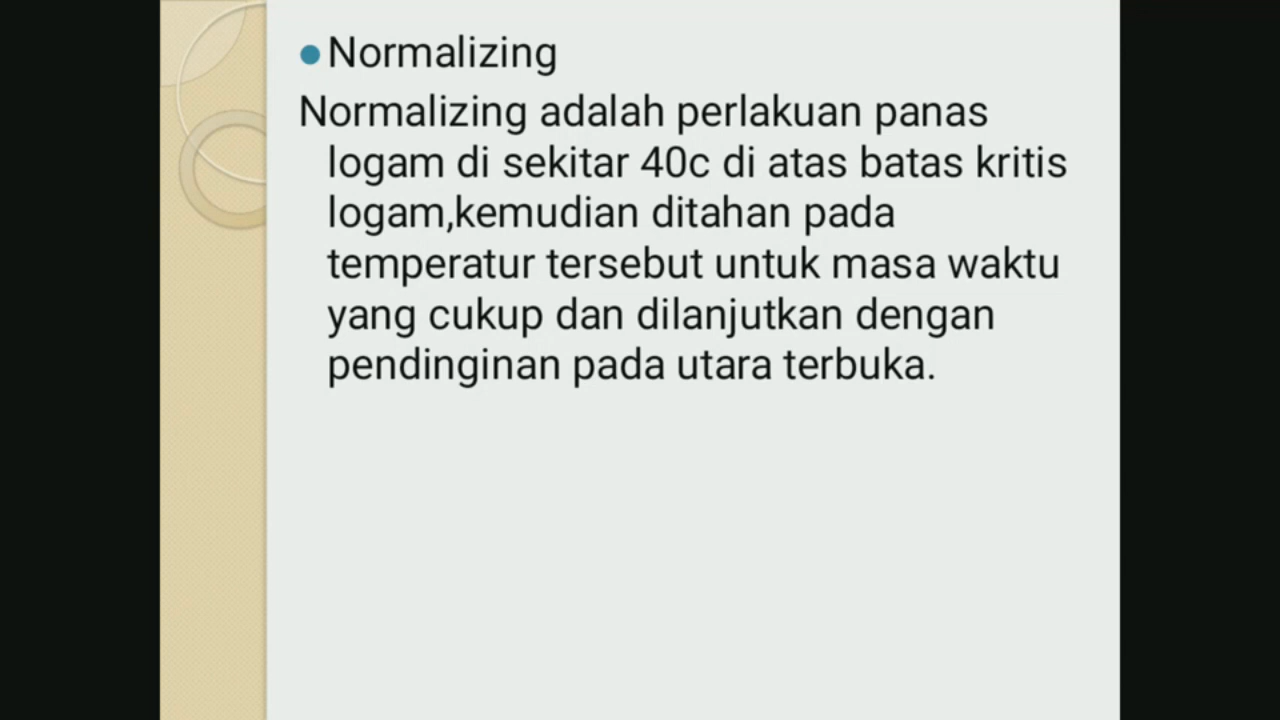 Normalizing
Normalizing adalah perlakuan panas
logam di sekitar 40c di atas batas kritis
logam,kemudian ditahan pada
temperatur tersebut untuk masa waktu
yang cukup dan dilanjutkan dengan
pendinginan pada utara terbuka.